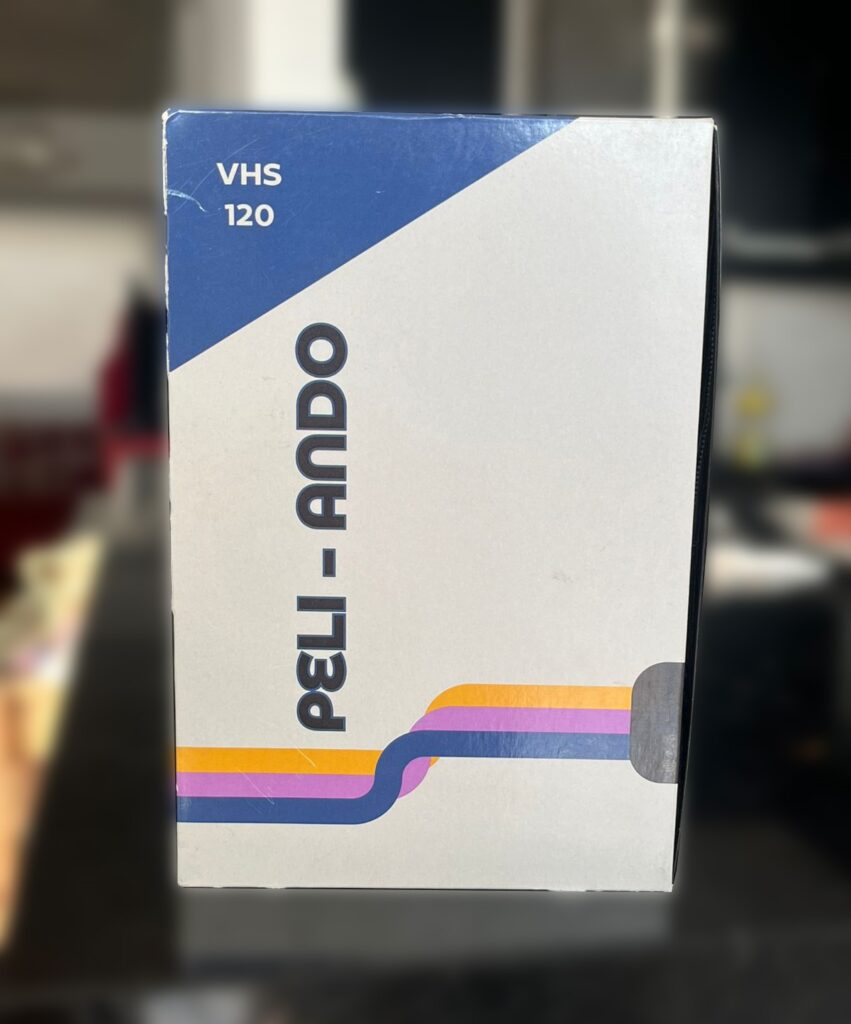 VHS
120
PELI - ANDO